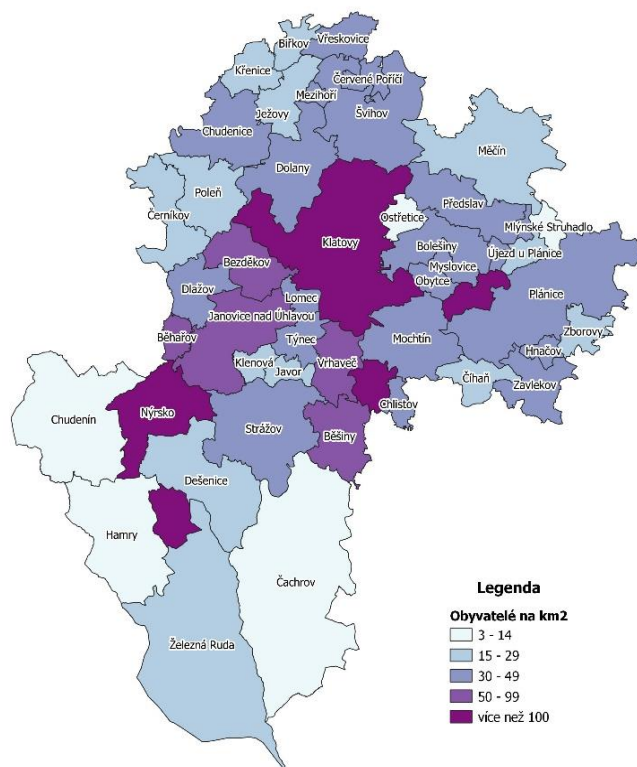 Vřeskovice
Biřkov
Křenice
Červené Poříčí
Mezihoří
Ježovy
Švihov
Chudenice
Měčín
Dolany
Poleň
Předslav
Černíkov
Ostřetice
Mlýnské Struhadlo
Klatovy
Bolešiny
Újezd u Plánice
Bezděkov
Myslovice
Obytce
Dlažov
Plánice
Lomec
Janovice nad Úhlavou
Zborovy
Týnec
Mochtín
Běhařov
Hnačov
Klenová
Vrhaveč
Javor
Číhaň
Zavlekov
Chlistov
Nýrsko
Chudenín
Strážov
Běšiny
Dešenice
Hamry
Čachrov
Železná Ruda
Legenda
Obyvatelé na km2
3 - 14
15 - 29
30 - 49
50 - 99
více než 100